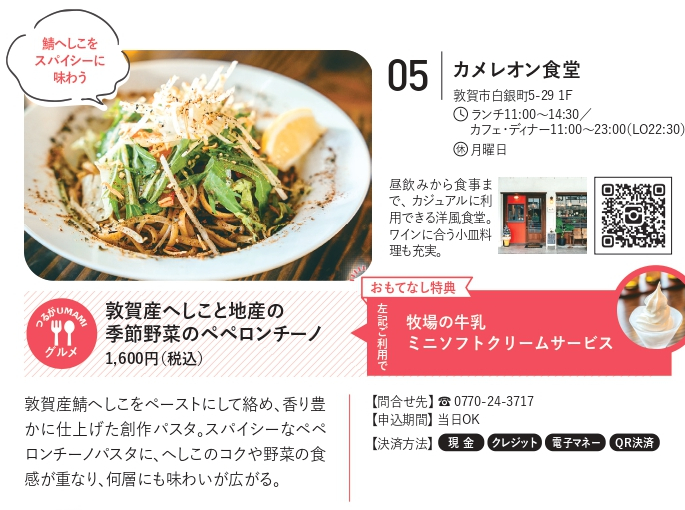 鯖へしこを
スパイシーに
味わう
05
カメレオン食堂
敦賀市白銀町5-29 1F
ランチ11:00〜14:30／
カフェ・ディナー11:00〜23:00(LO22:30)
休 月曜日
昼飲みから食事ま
で、カジュアルに利
用できる洋風食堂。
ワインに合う小皿料
理も充実。
つるがUMAMI
グルメ
敦賀産へしこと地産の
季節野菜のペペロンチーノ
1,600円（税込）
おもてなし特典
左記ご利用で
牧場の牛乳
ミニソフトクリームサービス
敦賀産鯖へしこをペーストにして絡め、香り豊
かに仕上げた創作パスタ。スパイシーなペペ
ロンチーノパスタに、へしこのコクや野菜の食
感が重なり、何層にも味わいが広がる。
【問合せ先】☎ 0770-24-3717
【申込期間】当日OK
【決済方法】現金 クレジット 電子マネー QR決済